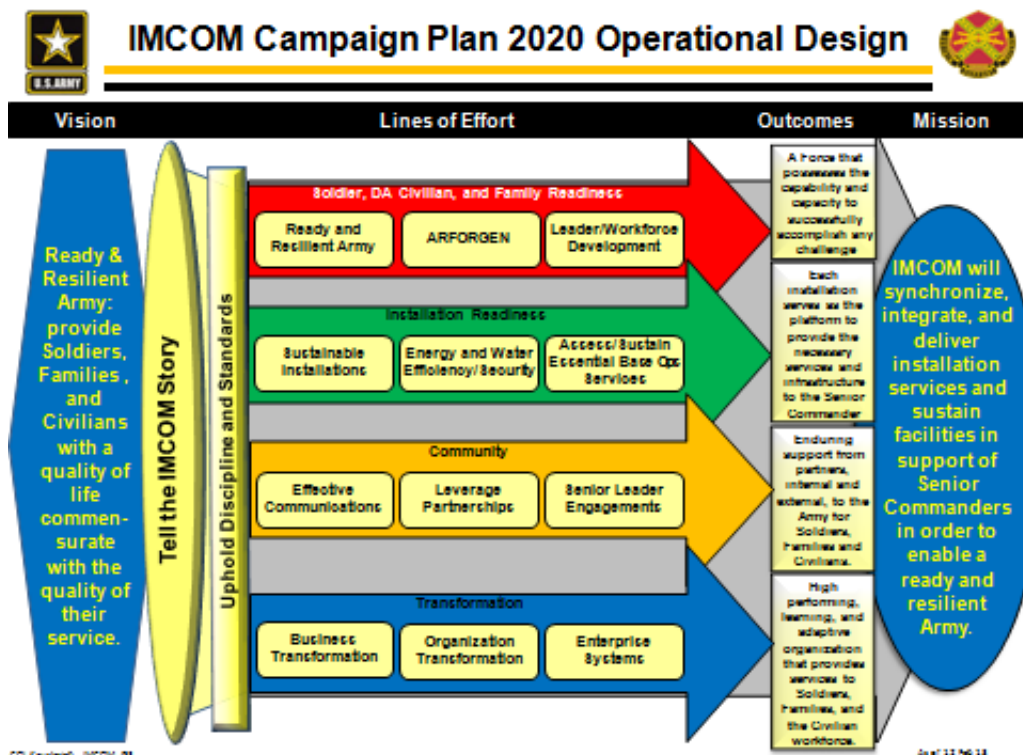 IMCOM Campaign Plan 2020 Operational Design
U.S.ARMY
Vision
Lines of Effort
Outcomes
Mission
Ready &
Resilient
Army:
provide
Soldiers,
Families,
and
Civilians
with a
quality of
life
commen-
surate
with the
quality of
their
service.
Tell the IMCOM Story
Uphold Discipline and Standards
Soldier, DA Civilian, and Family Readiness
Ready and
Resilient Army
ARFORGEN
Leader/Workforce
Development
Installation Readiness
Sustainable
Installations
Energy and Water
Efficiency/Security
Access/Sustain
Essential Base Ops
Services
Community
Effective
Communications
Leverage
Partnerships
Senior Leader
Engagements
Transformation
Business
Transformation
Organization
Transformation
Enterprise
Systems
A Force that
possesses the
capability and
capacity to
successfully
accomplish any
challenge
Each
installation
serves as the
platform to
provide the
necessary
services and
infrastructure
to the Senior
Commander
Enduring
support from
partners,
internal and
external, to the
Army for
Soldiers,
Families and
Civilians.
High
performing,
learning, and
adaptive
organization
that provides
services to
Soldiers,
Families, and
the Civilian
workforce.
IMCOM will
synchronize,
integrate, and
deliver
installation
services and
sustain
facilities in
support of
Senior
Commanders
in order to
enable a
ready and
resilient
Army.